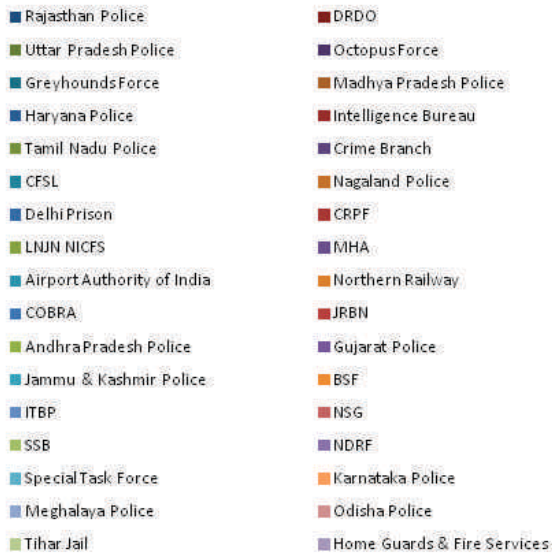 Rajasthan Police
DRDO
Uttar Pradesh Police
Octopus Force
Greyhounds Force
Madhya Pradesh Police
Haryana Police
Intelligence Bureau
Tamil Nadu Police
Crime Branch
CFSL
Nagaland Police
Delhi Prison
CRPF
LNJN NICFS
MHA
Airport Authority of India
Northern Railway
COBRA
JRBN
Andhra Pradesh Police
Gujarat Police
Jammu & Kashmir Police
BSF
ITBP
NSG
SSB
NDRF
Special Task Force
Karnataka Police
Meghalaya Police
Odisha Police
Tihar Jail
Home Guards & Fire Services